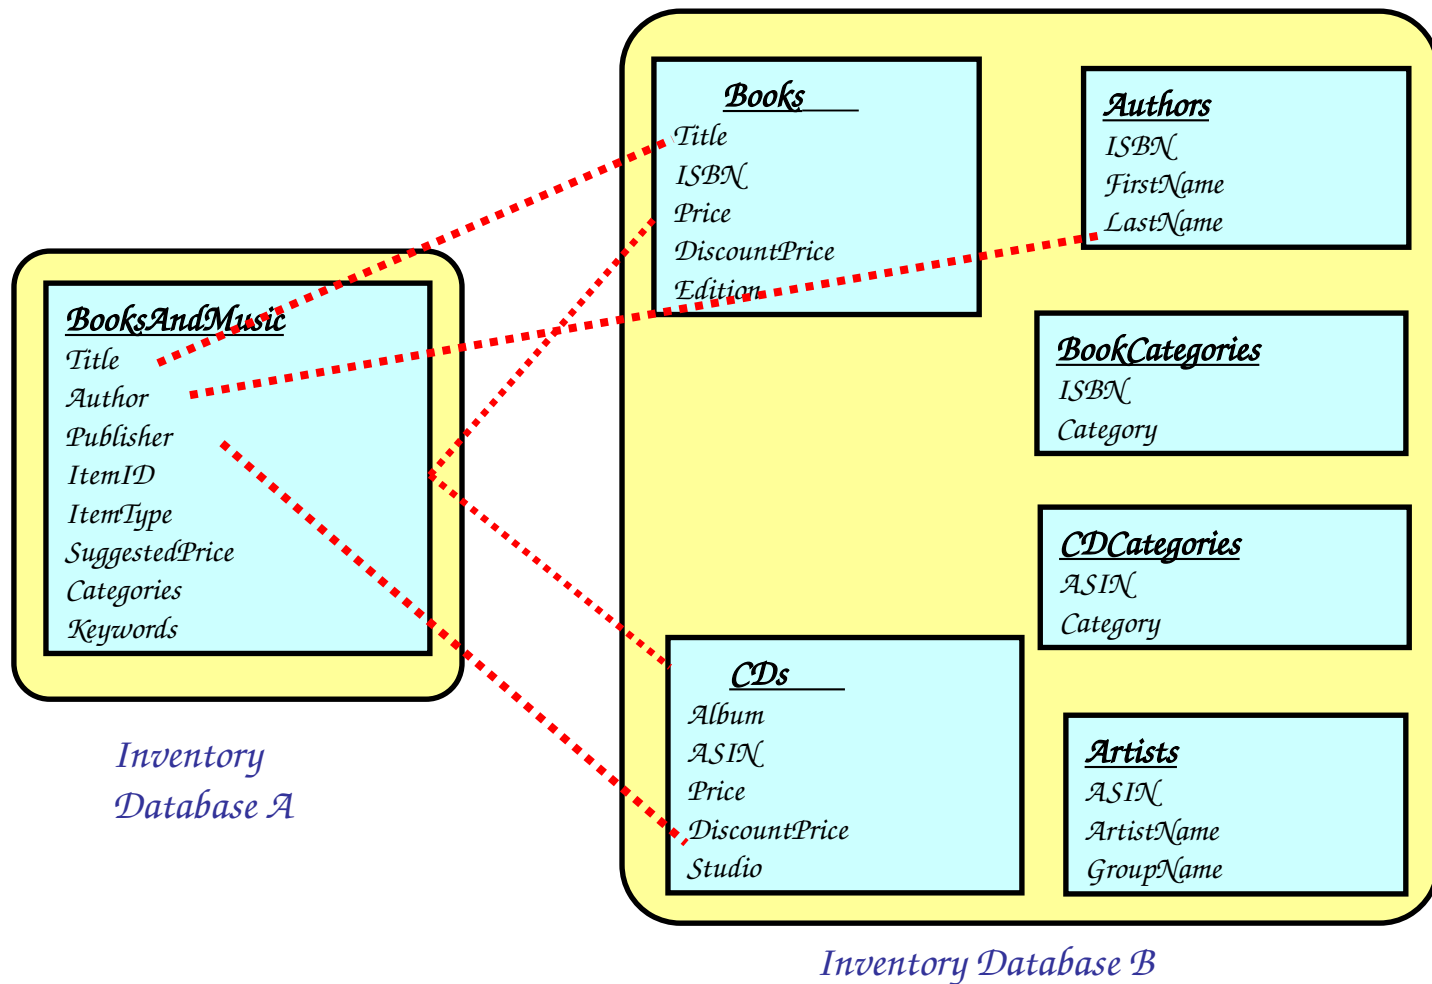 BooksAndMusic
Title
Author
Publisher
ItemID
ItemType
SuggestedPrice
Categories
Keywords
Inventory
Database A
Books
Title
ISBN
Price
DiscountPrice
Edition
Authors
ISBN
FirstName
LastName
BookCategories
ISBN
Category
CDCategories
ASIN
Category
CDs
Album
ASIN
Price
DiscountPrice
Studio
Artists
ASIN
ArtistName
GroupName
Inventory Database B